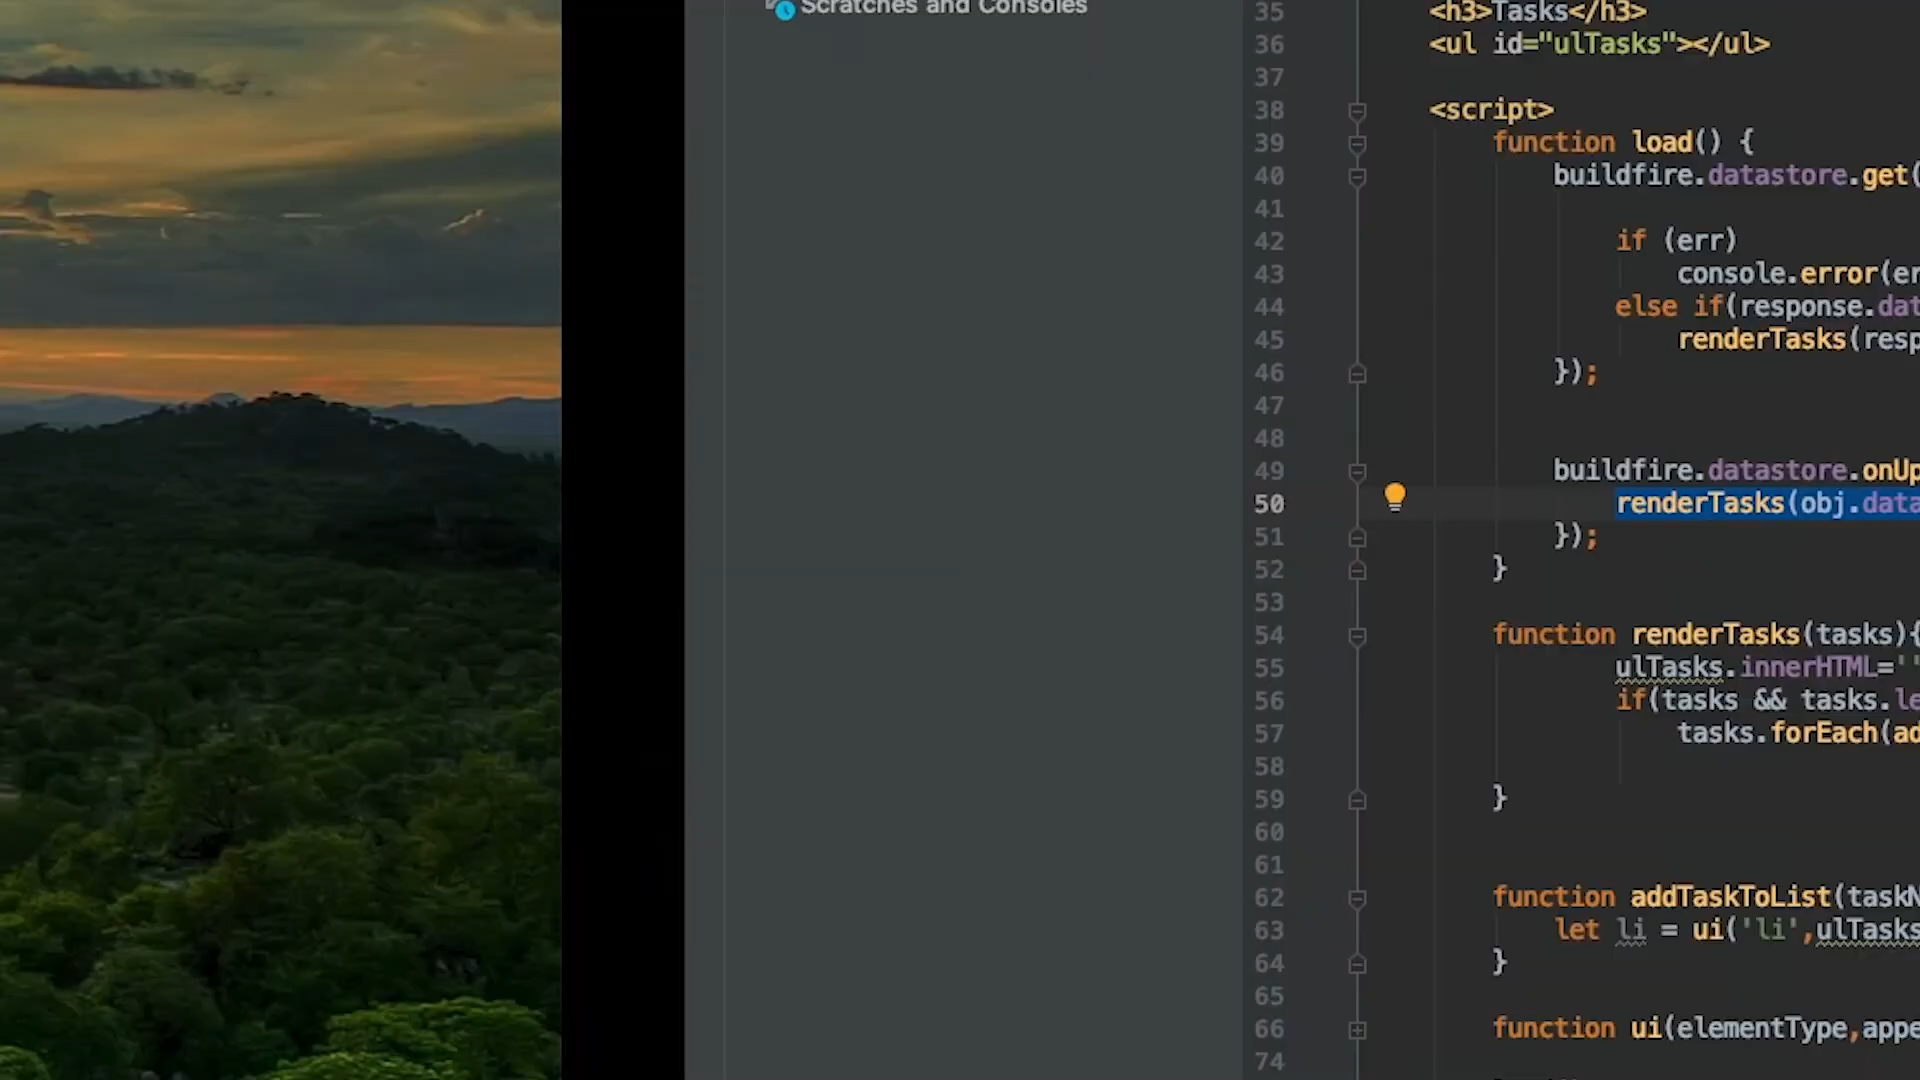 Scratches and Consoles
35 <h3>Tasks</h3>
36 <ul id="ulTasks"></ul>
37
38 <script>
39 function load() {
40 buildfire.datastore.get(
41
42 if (err)
43 console.error(er
44 else if(response.dat
45 renderTasks(resp
46 });
47
48
49 buildfire.datastore.onUp
50 renderTasks(obj.data
51 });
52 }
53
54 function renderTasks(tasks){
55 ulTasks.innerHTML=''
56 if(tasks && tasks.le
57 tasks.forEach(ad
58
59 }
60
61
62 function addTaskToList(taskN
63 let li = ui('li',ulTasks
64 }
65
66 function ui(elementType,appe
74